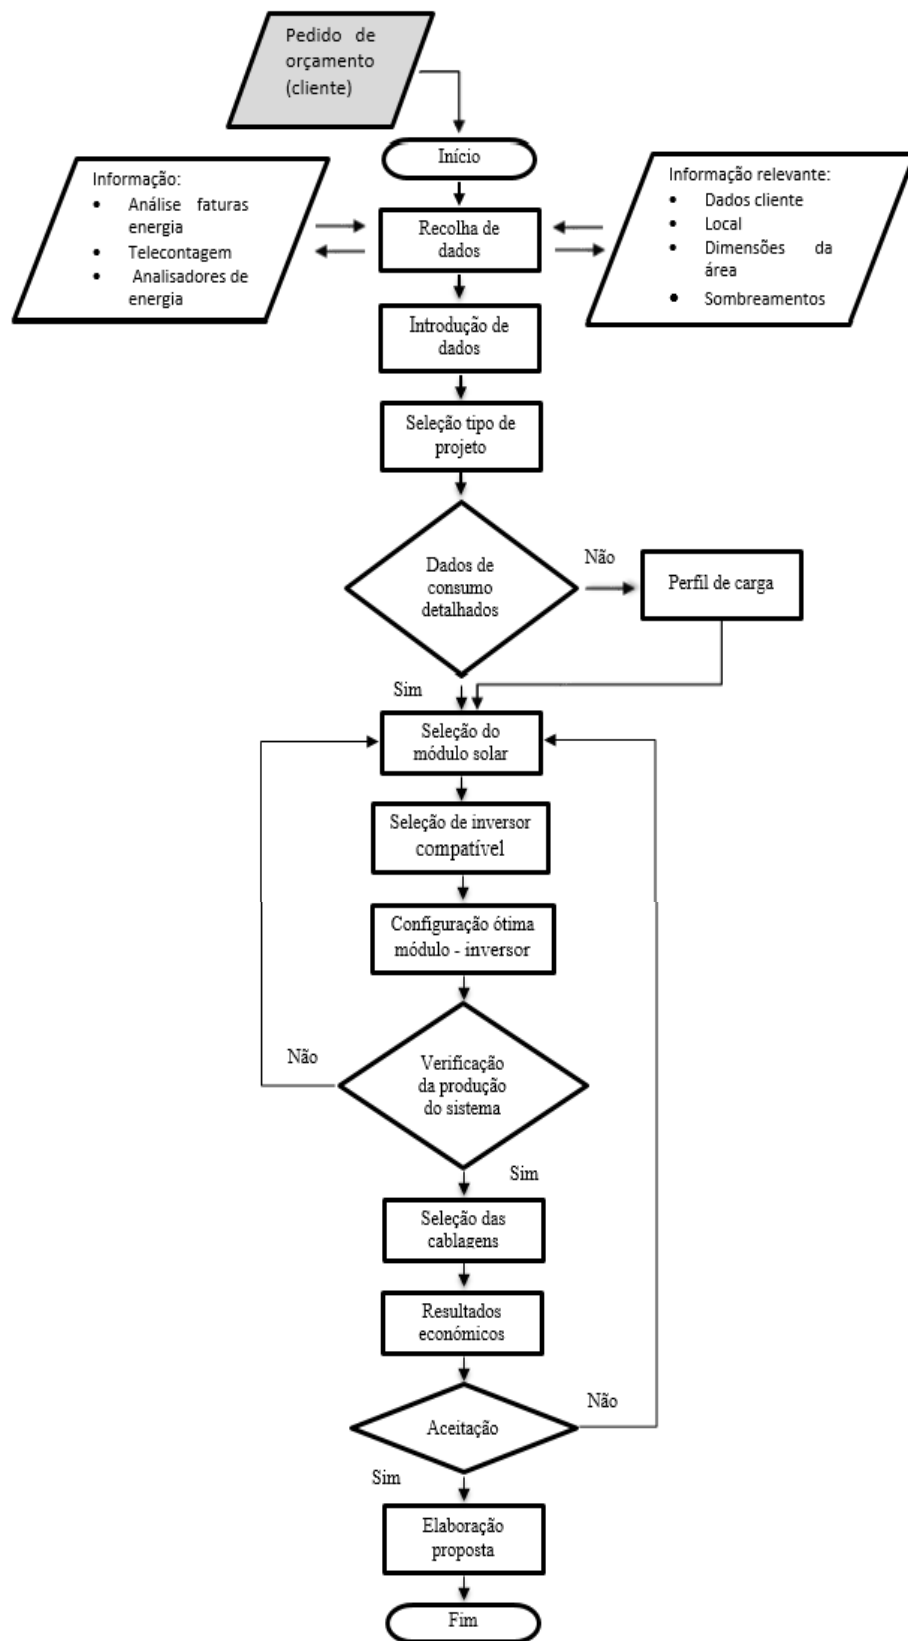 Pedido de
orçamento
(cliente)
Início
Informação:
• Análise faturas
energia
• Telecontagem
• Analisadores de
energia
Recolha de
dados
Informação relevante:
• Dados cliente
• Local
• Dimensões da
área
• Sombreamentos
Introdução de
dados
Seleção tipo de
projeto
Dados de
consumo
detalhados
Não
Perfil de carga
Sim
Seleção do
módulo solar
Seleção de inversor
compatível
Configuração ótima
módulo - inversor
Não
Verificação
da produção
do sistema
Sim
Seleção das
cablagens
Resultados
económicos
Aceitação
Não
Sim
Elaboração
proposta
Fim